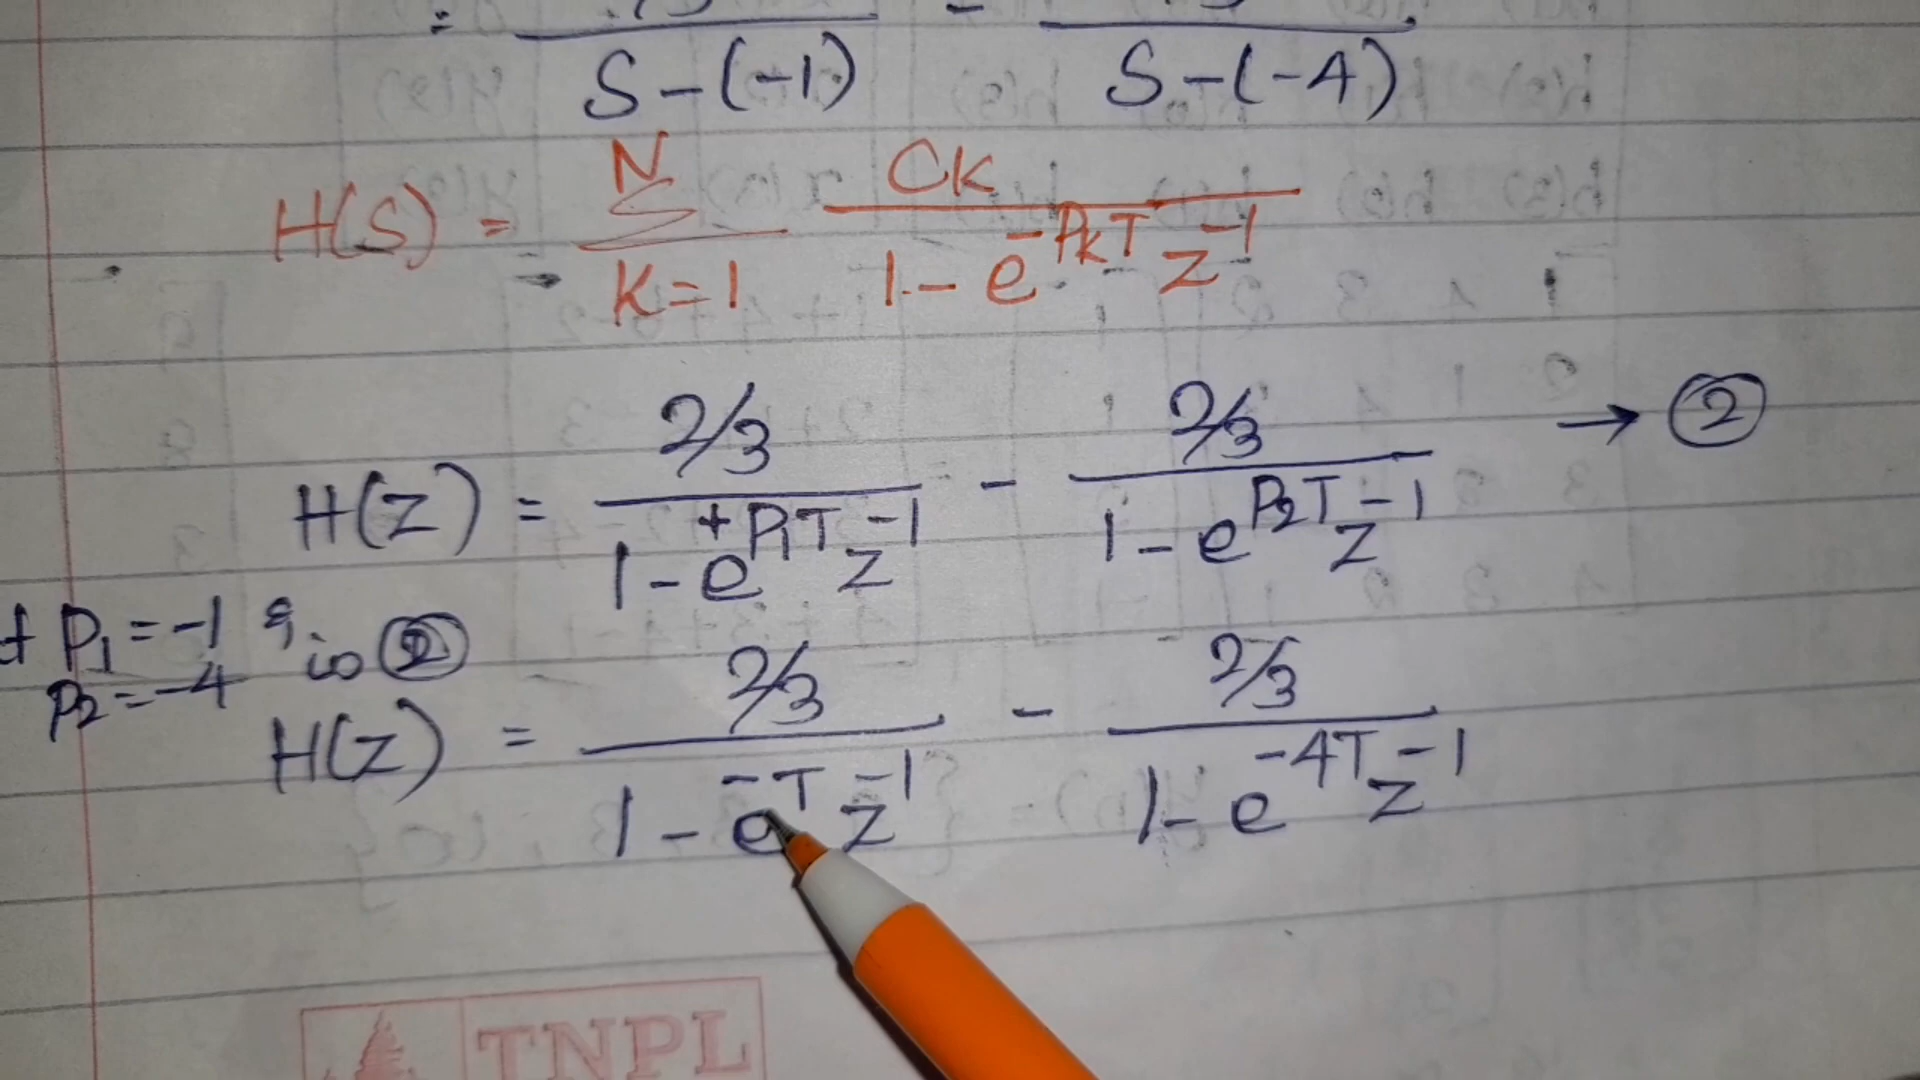 = / S-(-1) - / S-(-4)
H(S) = N Σ K=1 CK / 1-e^-PkT z^-1
H(Z) = 2/3 / 1-e^+P1T z^-1 - 2/3 / 1-e^P2T z^-1 → ②
P1 = -1 & in ②
P2 = -4
H(Z) = 2/3 / 1-e^-T z^-1 - 2/3 / 1-e^-4T z^-1
TNPL